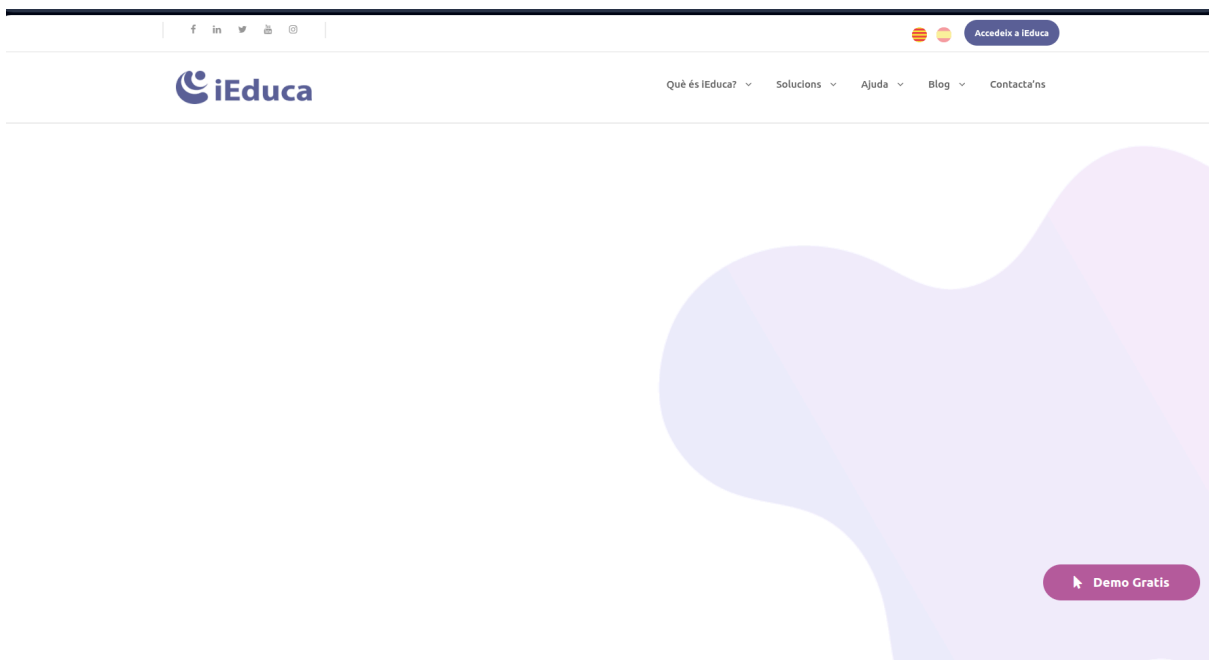 Accedeix a iEduca
iEduca
Què és iEduca? Solucions Ajuda Blog Contacta'ns
Demo Gratis